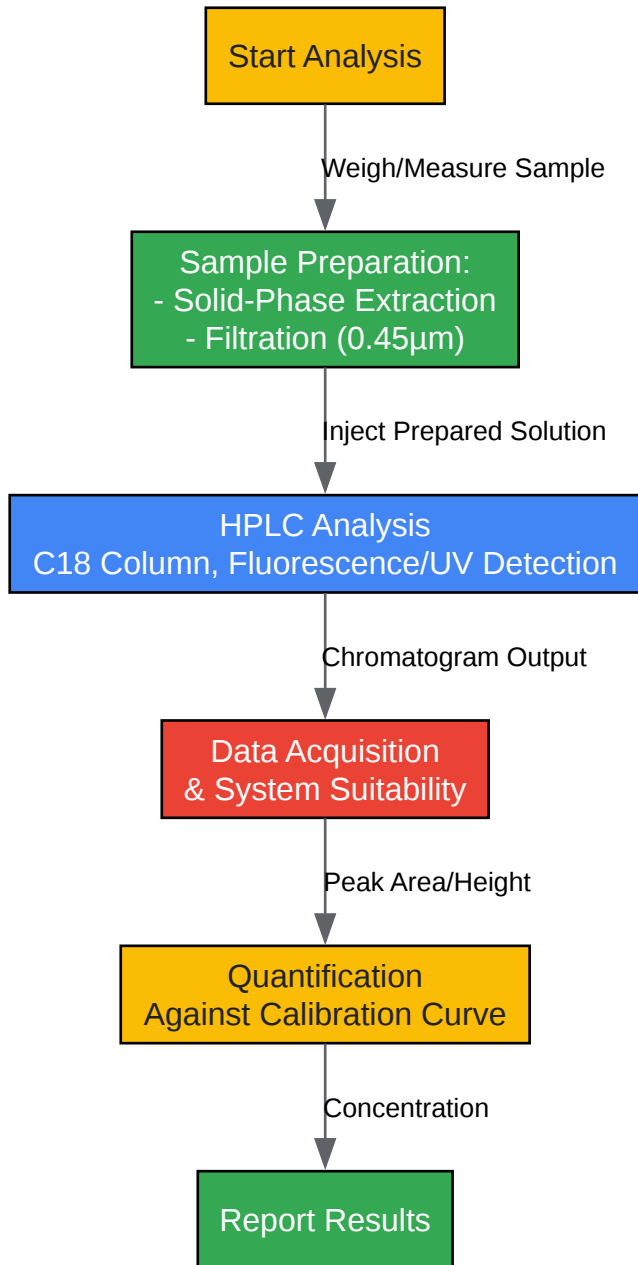 Start Analysis
Weigh/Measure Sample
Sample Preparation:
- Solid-Phase Extraction
- Filtration (0.45µm)
Inject Prepared Solution
HPLC Analysis
C18 Column, Fluorescence/UV Detection
Chromatogram Output
Data Acquisition
& System Suitability
Peak Area/Height
Quantification
Against Calibration Curve
Concentration
Report Results